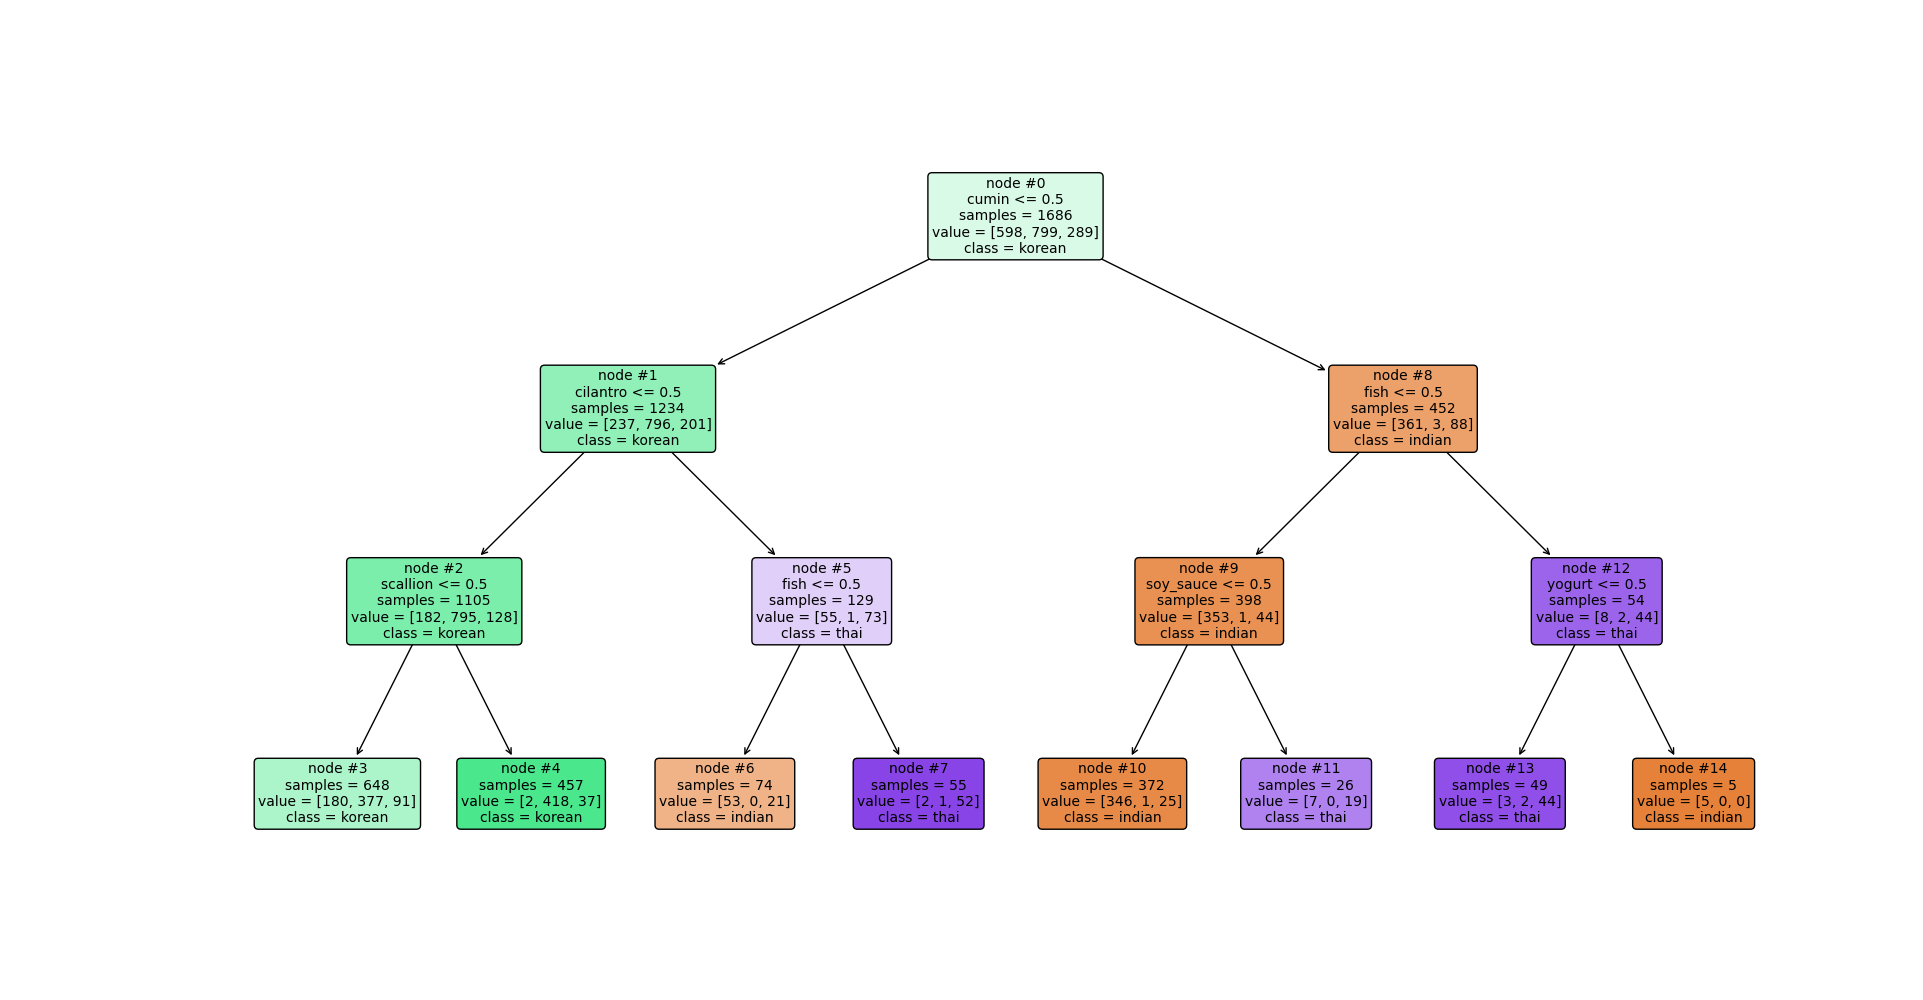 node #0
cumin <= 0.5
samples = 1686
value = [598, 799, 289]
class = korean
node #1
cilantro <= 0.5
samples = 1234
value = [237, 796, 201]
class = korean
node #8
fish <= 0.5
samples = 452
value = [361, 3, 88]
class = indian
node #2
scallion <= 0.5
samples = 1105
value = [182, 795, 128]
class = korean
node #5
fish <= 0.5
samples = 129
value = [55, 1, 73]
class = thai
node #9
soy_sauce <= 0.5
samples = 398
value = [353, 1, 44]
class = indian
node #12
yogurt <= 0.5
samples = 54
value = [8, 2, 44]
class = thai
node #3
samples = 648
value = [180, 377, 91]
class = korean
node #4
samples = 457
value = [2, 418, 37]
class = korean
node #6
samples = 74
value = [53, 0, 21]
class = indian
node #7
samples = 55
value = [2, 1, 52]
class = thai
node #10
samples = 372
value = [346, 1, 25]
class = indian
node #11
samples = 26
value = [7, 0, 19]
class = thai
node #13
samples = 49
value = [3, 2, 44]
class = thai
node #14
samples = 5
value = [5, 0, 0]
class = indian